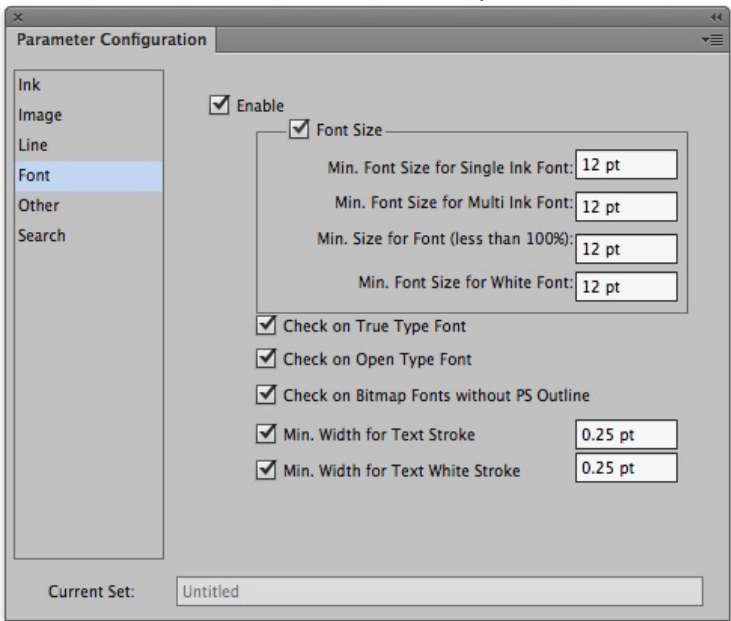 Parameter Configuration
Ink
Image
Line
Font
Other
Search
Enable
Font Size
Min. Font Size for Single Ink Font: 12 pt
Min. Font Size for Multi Ink Font: 12 pt
Min. Size for Font (less than 100%): 12 pt
Min. Font Size for White Font: 12 pt
Check on True Type Font
Check on Open Type Font
Check on Bitmap Fonts without PS Outline
Min. Width for Text Stroke 0.25 pt
Min. Width for Text White Stroke 0.25 pt
Current Set: Untitled